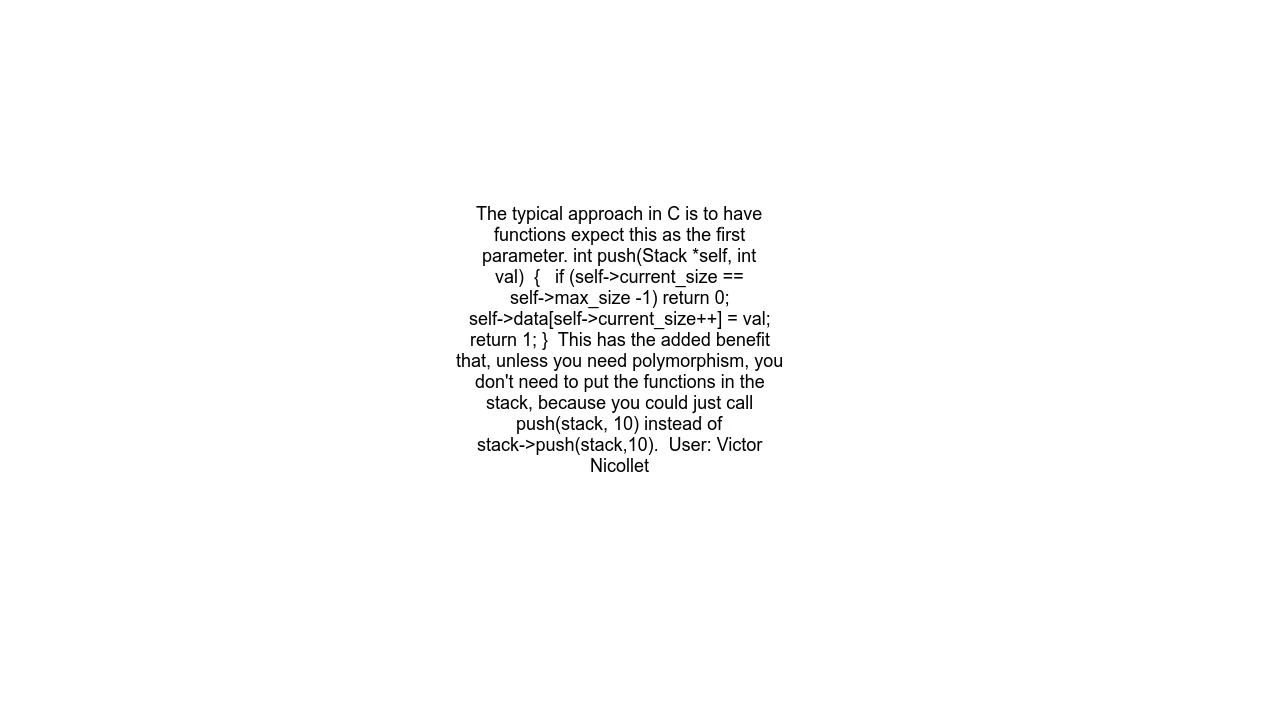 The typical approach in C is to have
functions expect this as the first
parameter. int push(Stack *self, int
val)  {   if (self->current_size ==
self->max_size -1) return 0;
self->data[self->current_size++] = val;
return 1; }  This has the added benefit
that, unless you need polymorphism, you
don't need to put the functions in the
stack, because you could just call
push(stack, 10) instead of
stack->push(stack,10).  User: Victor
Nicollet